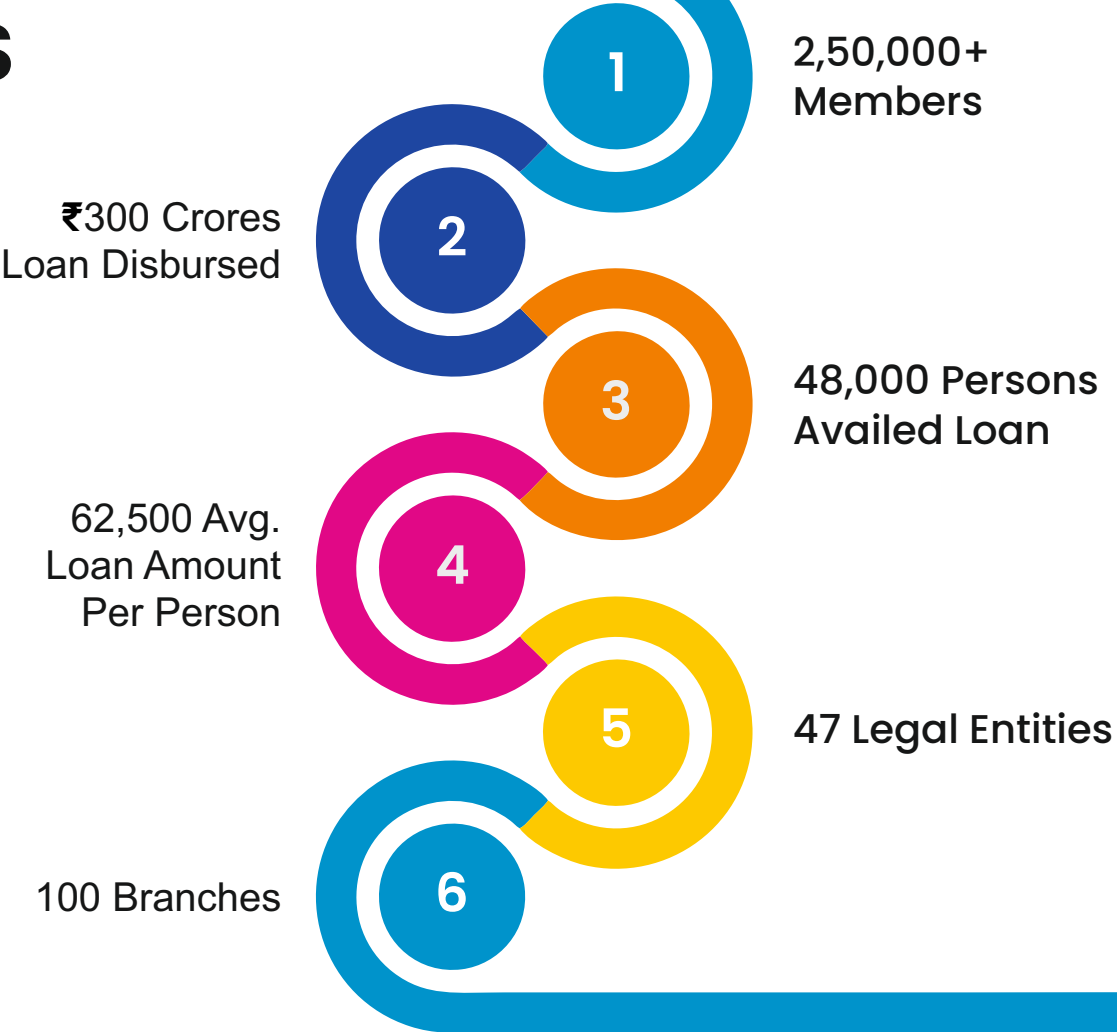 s
1
2,50,000+
Members
2
₹300 Crores
Loan Disbursed
3
48,000 Persons
Availed Loan
4
62,500 Avg.
Loan Amount
Per Person
5
47 Legal Entities
6
100 Branches